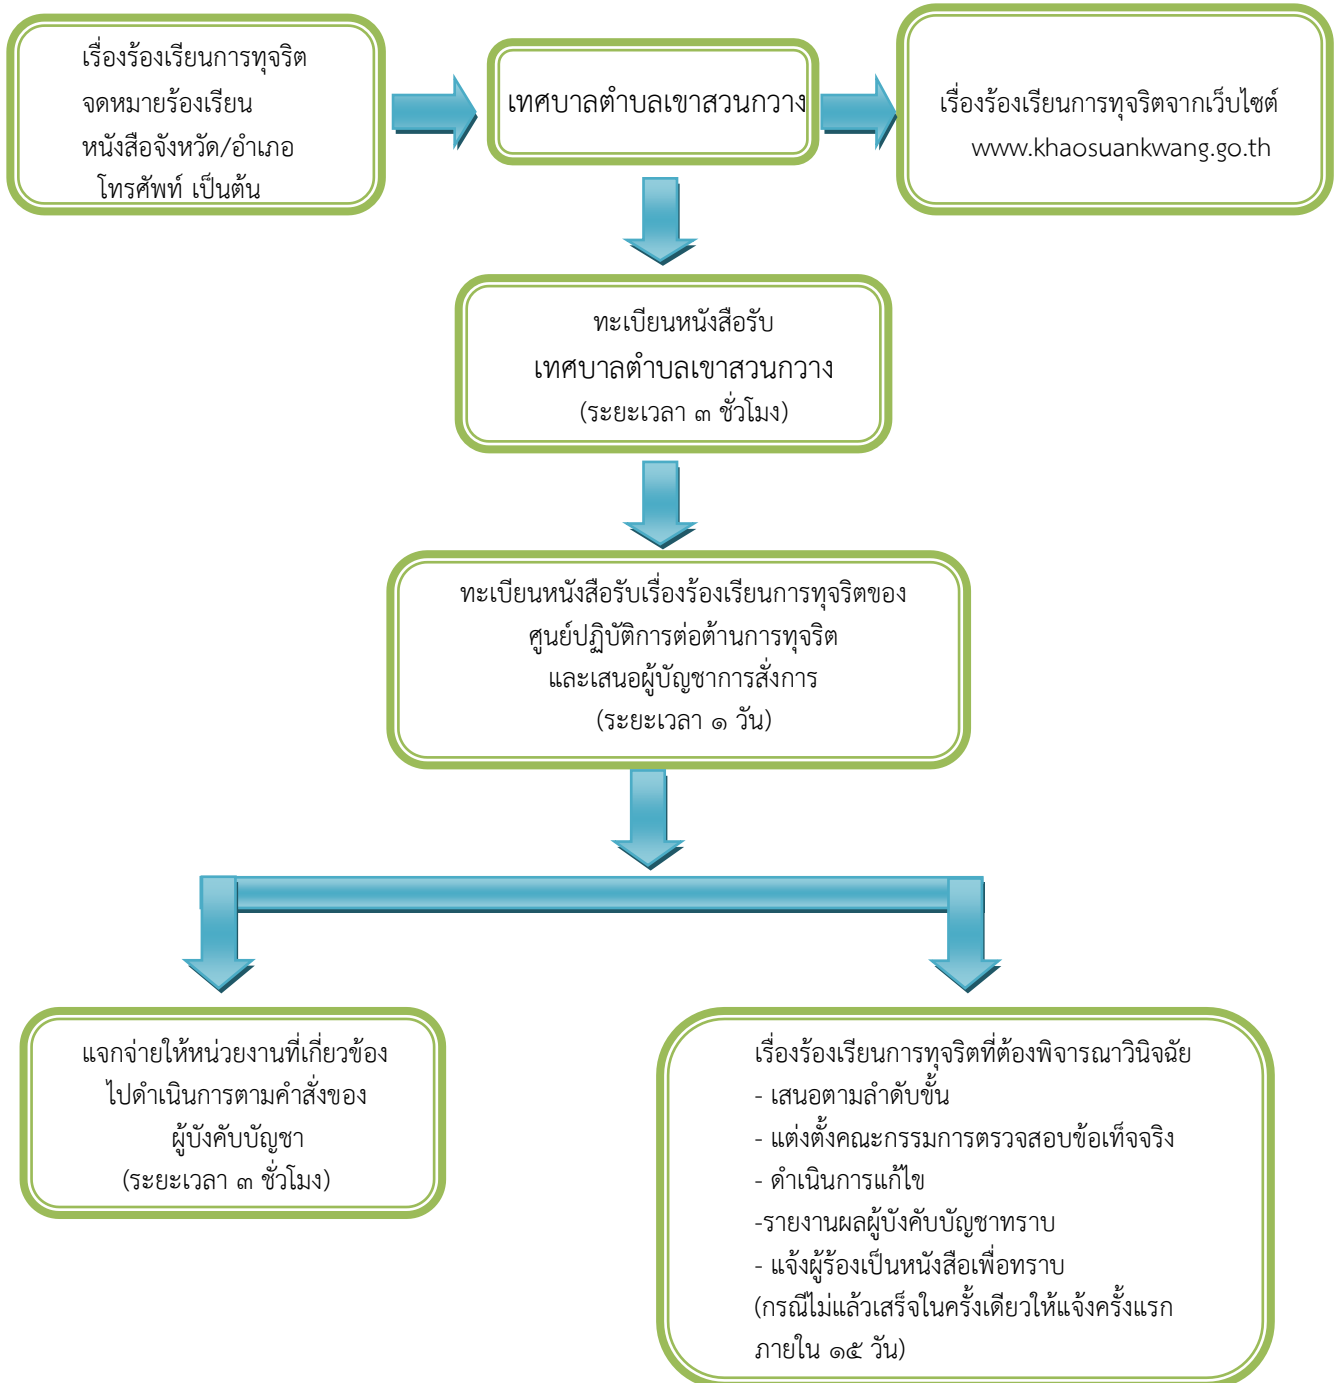 เรื่องร้องเรียนการทุจริต
จดหมายร้องเรียน
หนังสือจังหวัด/อำเภอ
โทรศัพท์ เป็นต้น
เทศบาลตำบลเขาสวนกวาง
เรื่องร้องเรียนการทุจริตจากเว็บไซต์
www.khaosuankwang.go.th
ทะเบียนหนังสือรับ
เทศบาลตำบลเขาสวนกวาง
(ระยะเวลา ๓ ชั่วโมง)
ทะเบียนหนังสือรับเรื่องร้องเรียนการทุจริตของ
ศูนย์ปฏิบัติการต่อต้านการทุจริต
และเสนอผู้บัญชาการสั่งการ
(ระยะเวลา ๑ วัน)
แจกจ่ายให้หน่วยงานที่เกี่ยวข้อง
ไปดำเนินการตามคำสั่งของ
ผู้บังคับบัญชา
(ระยะเวลา ๓ ชั่วโมง)
เรื่องร้องเรียนการทุจริตที่ต้องพิจารณาวินิจฉัย
- เสนอตามลำดับขั้น
- แต่งตั้งคณะกรรมการตรวจสอบข้อเท็จจริง
- ดำเนินการแก้ไข
-รายงานผลผู้บังคับบัญชาทราบ
- แจ้งผู้ร้องเป็นหนังสือเพื่อทราบ
(กรณีไม่แล้วเสร็จในครั้งเดียวให้แจ้งครั้งแรก
ภายใน ๑๕ วัน)